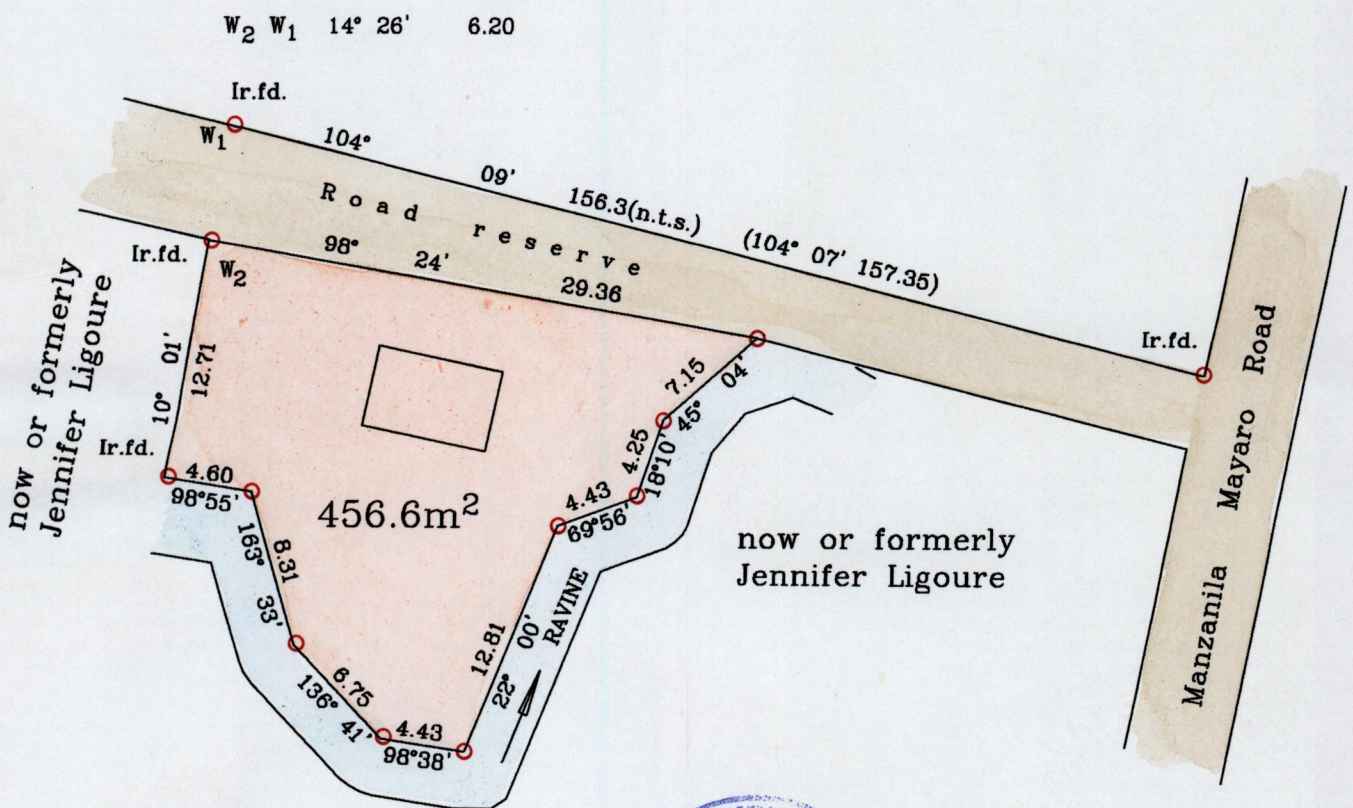 W₂ W₁ 14° 26' 6.20
Ir.fd.
W₁
104° 09' 156.3(n.t.s.) (104° 07' 157.35)
Road reserve
Ir.fd.
W₂
98° 24' 29.36
Ir.fd.
Manzanila Mayaro Road
now or formerly
Jennifer Ligoure
10° 01'
12.71
Ir.fd.
4.60
98°55'
163° 33'
8.31
6.75
136° 41'
4.43
98°38'
12.81
22° 00'
RAVINE
4.43
69°56'
4.25
18°10'
7.15
45° 04'
456.6m²
now or formerly
Jennifer Ligoure